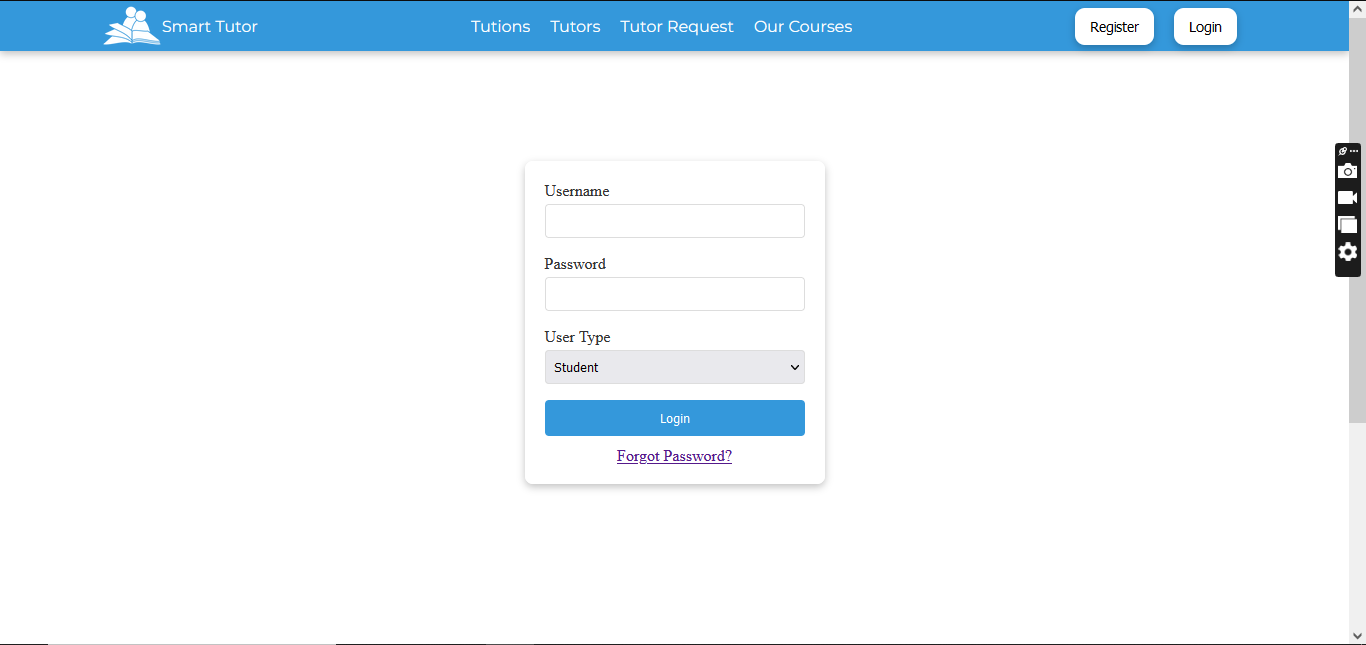 Smart Tutor
Tutions Tutors Tutor Request Our Courses
Register Login
Username
Password
User Type
Student
Login
Forgot Password?